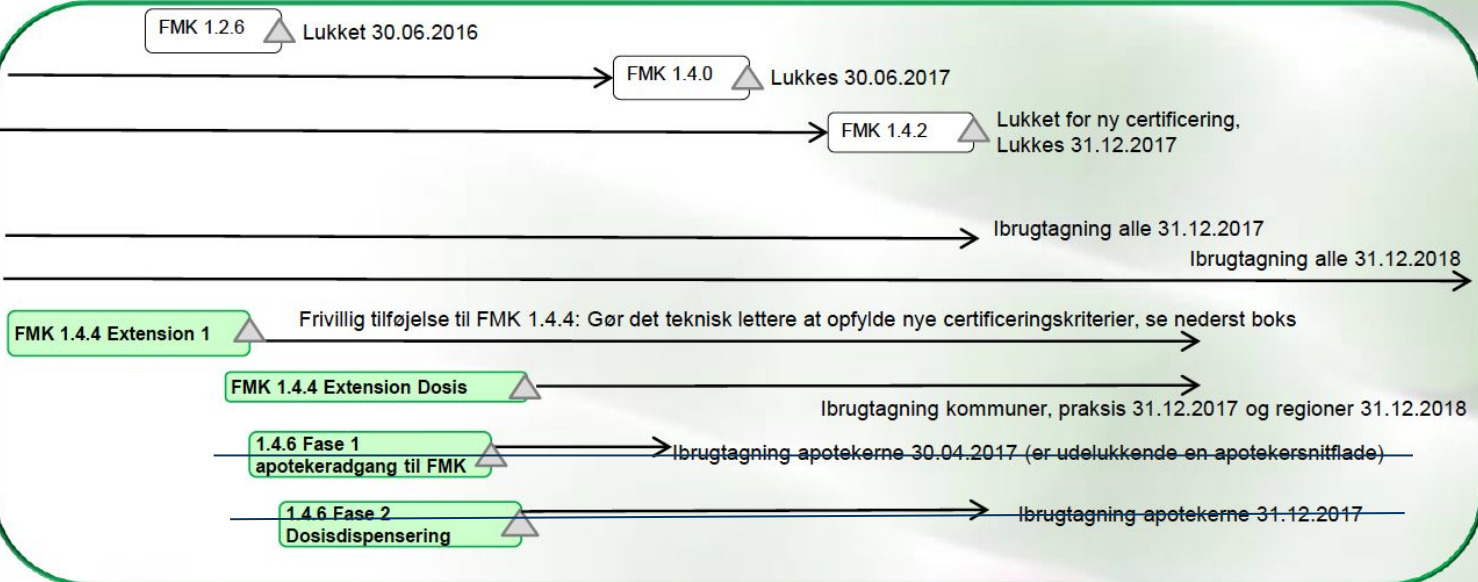 FMK 1.2.6
Lukket 30.06.2016
FMK 1.4.0
Lukkes 30.06.2017
FMK 1.4.2
Lukket for ny certificering,
Lukkes 31.12.2017
Ibrugtagning alle 31.12.2017
Ibrugtagning alle 31.12.2018
FMK 1.4.4 Extension 1
Frivillig tilføjelse til FMK 1.4.4: Gør det teknisk lettere at opfylde nye certificeringskriterier, se nederst boks
FMK 1.4.4 Extension Dosis
Ibrugtagning kommuner, praksis 31.12.2017 og regioner 31.12.2018
1.4.6 Fase 1
apotekeradgang til FMK
Ibrugtagning apotekerne 30.04.2017 (er udelukkende en apotekersnitflade)
1.4.6 Fase 2
Dosisdispensering
Ibrugtagning apotekerne 31.12.2017